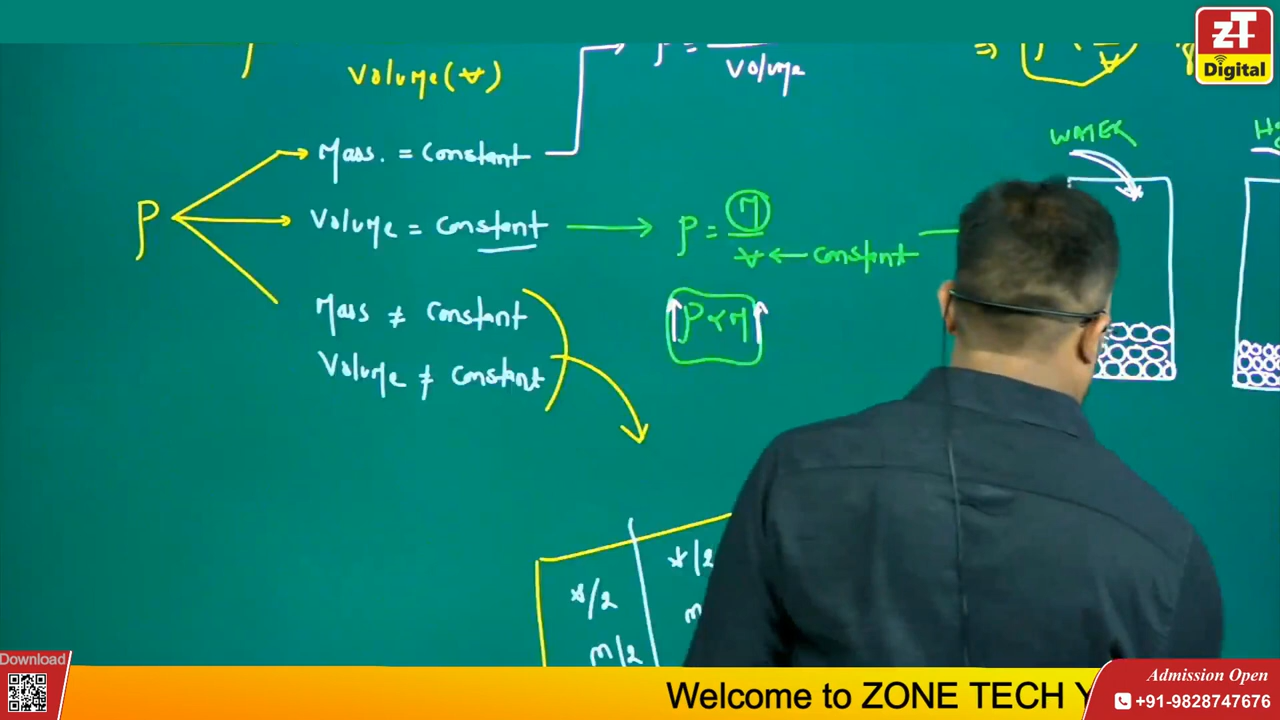 Volume (V)
Volume
⇒
Mass. = Constant
ρ
Volume = Constant
ρ = M
V ← Constant
ρ ∝ M
Mass ≠ Constant
Volume ≠ Constant
WATER
V/2
V/2
m/2
zT
Digital
Download
Welcome to ZONE TECH
Admission Open
+91-9828747676